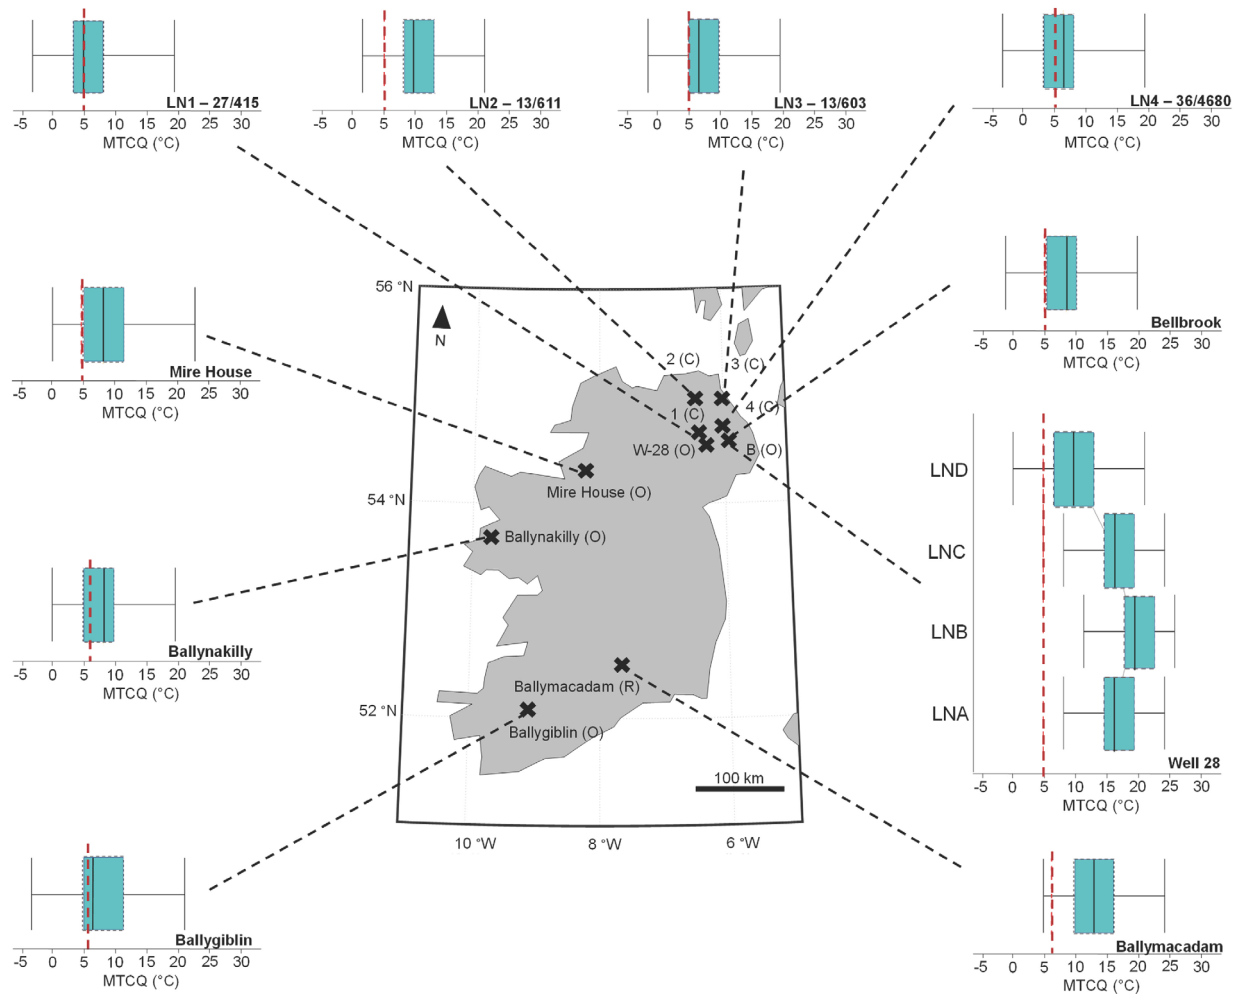 LN1 – 27/415
-5 0 5 10 15 20 25 30
MTCQ (°C)
LN2 – 13/611
-5 0 5 10 15 20 25 30
MTCQ (°C)
LN3 – 13/603
-5 0 5 10 15 20 25 30
MTCQ (°C)
LN4 – 36/4680
-5 0 5 10 15 20 25 30
MTCQ (°C)
Mire House
-5 0 5 10 15 20 25 30
MTCQ (°C)
Bellbrook
-5 0 5 10 15 20 25 30
MTCQ (°C)
56 °N
N
2 (C)
3 (C)
1 (C)
4 (C)
W-28 (O)
B (O)
Mire House (O)
54 °N
Ballynakilly (O)
Ballymacadam (R)
52 °N
Ballygiblin (O)
100 km
10 °W 8 °W 6 °W
Ballynakilly
-5 0 5 10 15 20 25 30
MTCQ (°C)
LND
LNC
LNB
LNA
Well 28
-5 0 5 10 15 20 25 30
MTCQ (°C)
Ballygiblin
-5 0 5 10 15 20 25 30
MTCQ (°C)
Ballymacadam
-5 0 5 10 15 20 25 30
MTCQ (°C)